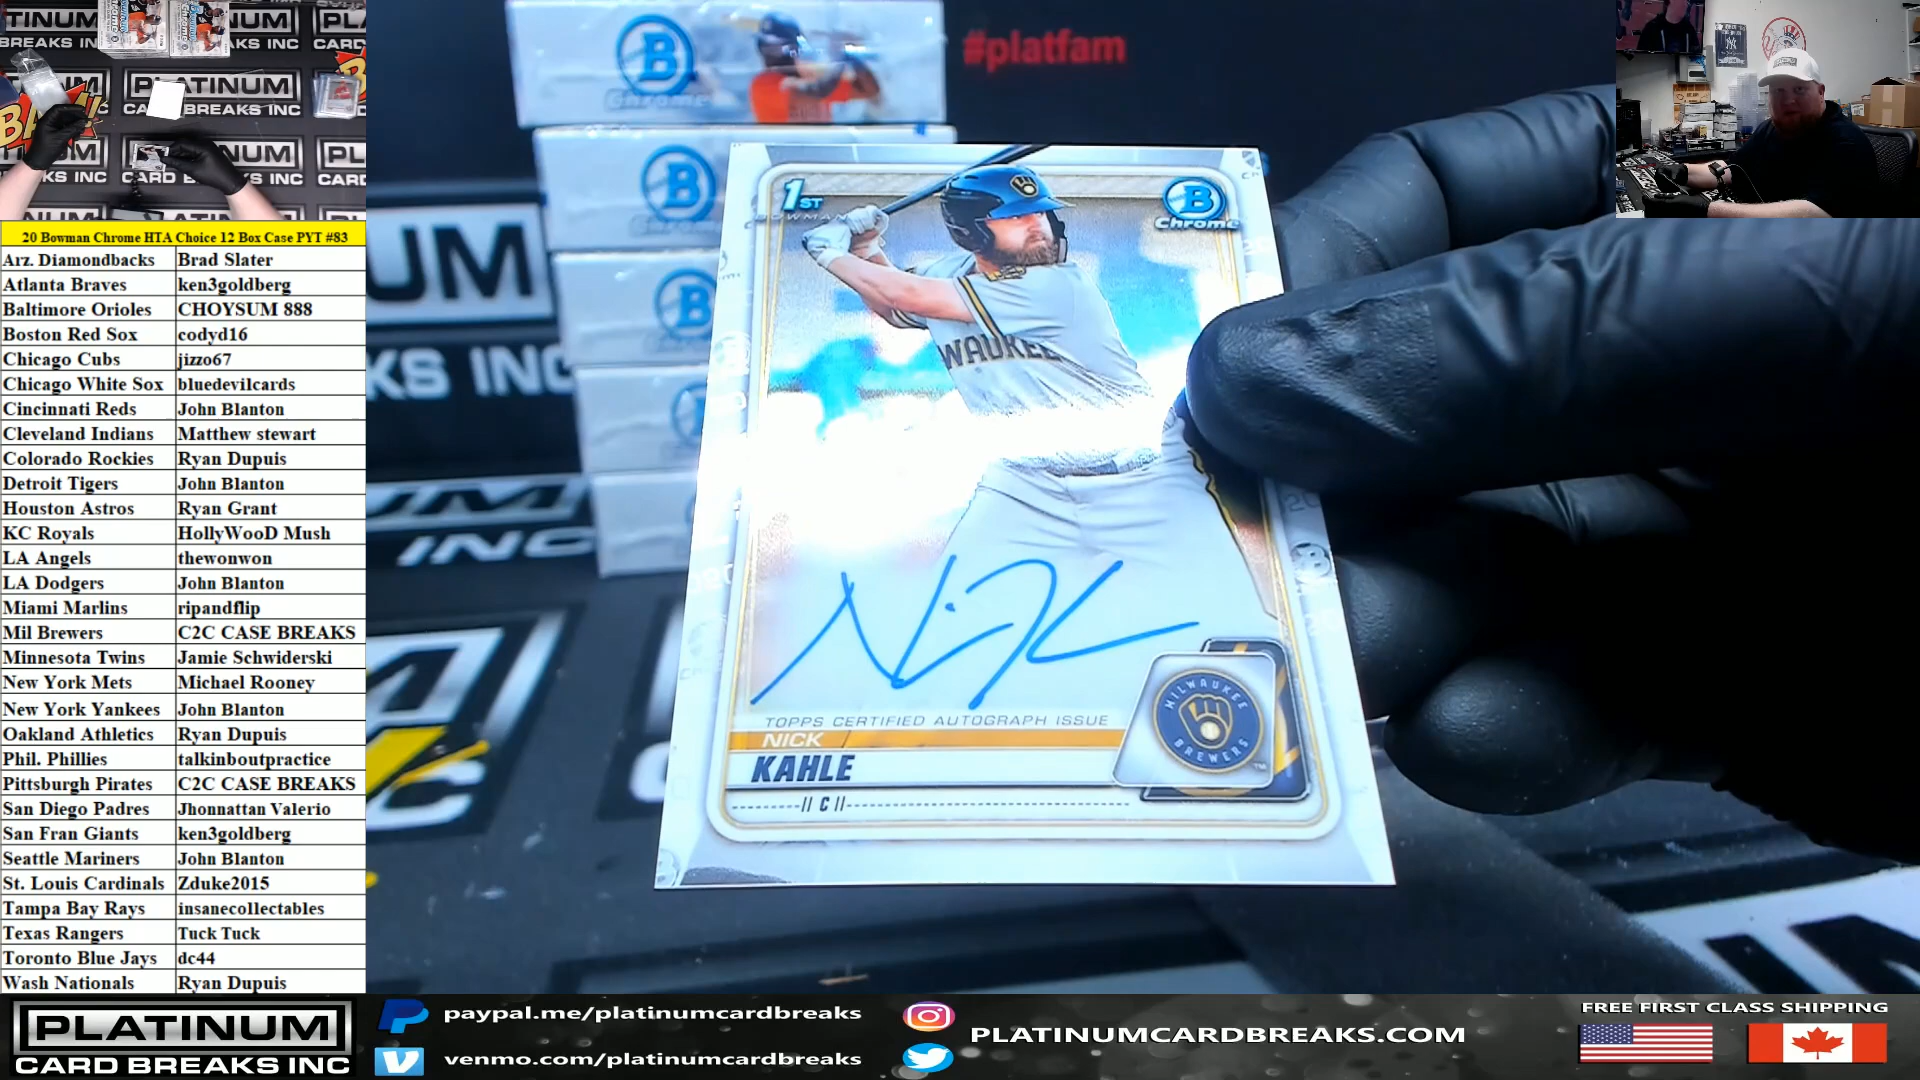 PLATINUM
CARD BREAKS INC
#platfam
20 Bowman Chrome HTA Choice 12 Box Case PYT #83
Arz. Diamondbacks Brad Slater
Atlanta Braves ken3goldberg
Baltimore Orioles CHOYSUM 888
Boston Red Sox codyd16
Chicago Cubs jizzo67
Chicago White Sox bluedevilcards
Cincinnati Reds John Blanton
Cleveland Indians Matthew stewart
Colorado Rockies Ryan Dupuis
Detroit Tigers John Blanton
Houston Astros Ryan Grant
KC Royals HollyWooD Mush
LA Angels thewonwon
LA Dodgers John Blanton
Miami Marlins ripandflip
Mil Brewers C2C CASE BREAKS
Minnesota Twins Jamie Schwiderski
New York Mets Michael Rooney
New York Yankees John Blanton
Oakland Athletics Ryan Dupuis
Phil. Phillies talkinboutpractice
Pittsburgh Pirates C2C CASE BREAKS
San Diego Padres Jhonnattan Valerio
San Fran Giants ken3goldberg
Seattle Mariners John Blanton
St. Louis Cardinals Zduke2015
Tampa Bay Rays insanecollectables
Texas Rangers Tuck Tuck
Toronto Blue Jays dc44
Wash Nationals Ryan Dupuis
B
Chrome
1ST
BOWMAN
B
Chrome
WAUKEE
TOPPS CERTIFIED AUTOGRAPH ISSUE
NICK
KAHLE
C
MILWAUKEE
BREWERS
PLATINUM
CARD BREAKS INC
paypal.me/platinumcardbreaks
venmo.com/platinumcardbreaks
PLATINUMCARDBREAKS.COM
FREE FIRST CLASS SHIPPING